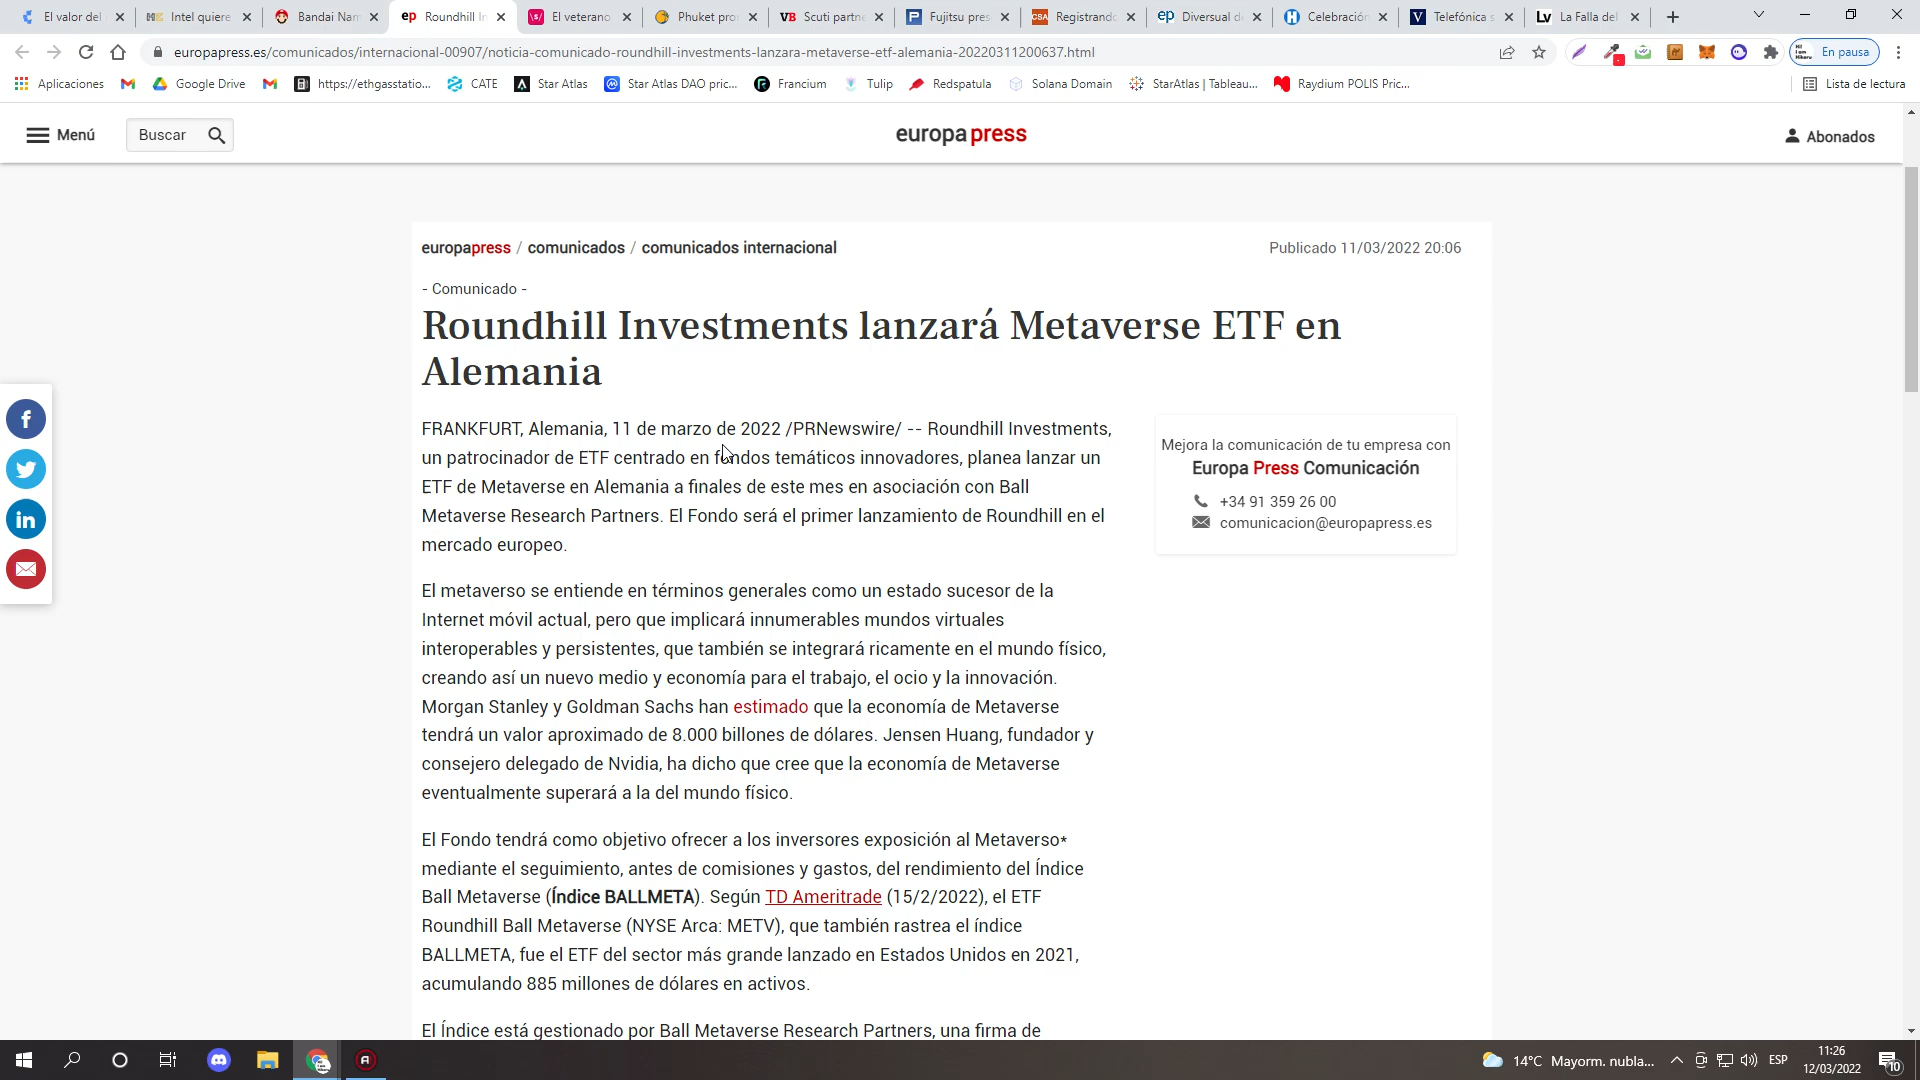 El valor del
Intel quiere
Bandai Nam
Roundhill In
El veterano
Phuket pro
Scuti partne
Fujitsu pres
Registrando
Diversual d
Celebración
Telefónica s
La Falla del
europapress.es/comunicados/internacional-00907/noticia-comunicado-roundhill-investments-lanzara-metaverse-etf-alemania-20220311200637.html
En pausa
Aplicaciones
Google Drive
https://ethgasstatio...
CATE
Star Atlas
Star Atlas DAO pric...
Francium
Tulip
Redspatula
Solana Domain
StarAtlas | Tableau...
Raydium POLIS Pric...
Lista de lectura
Menú
Buscar
europa press
Abonados
europapress / comunicados / comunicados internacional
Publicado 11/03/2022 20:06
- Comunicado -
Roundhill Investments lanzará Metaverse ETF en
Alemania
FRANKFURT, Alemania, 11 de marzo de 2022 /PRNewswire/ -- Roundhill Investments,
un patrocinador de ETF centrado en fondos temáticos innovadores, planea lanzar un
ETF de Metaverse en Alemania a finales de este mes en asociación con Ball
Metaverse Research Partners. El Fondo será el primer lanzamiento de Roundhill en el
mercado europeo.
Mejora la comunicación de tu empresa con
Europa Press Comunicación
+34 91 359 26 00
comunicacion@europapress.es
El metaverso se entiende en términos generales como un estado sucesor de la
Internet móvil actual, pero que implicará innumerables mundos virtuales
interoperables y persistentes, que también se integrará ricamente en el mundo físico,
creando así un nuevo medio y economía para el trabajo, el ocio y la innovación.
Morgan Stanley y Goldman Sachs han estimado que la economía de Metaverse
tendrá un valor aproximado de 8.000 billones de dólares. Jensen Huang, fundador y
consejero delegado de Nvidia, ha dicho que cree que la economía de Metaverse
eventualmente superará a la del mundo físico.
El Fondo tendrá como objetivo ofrecer a los inversores exposición al Metaverso*
mediante el seguimiento, antes de comisiones y gastos, del rendimiento del Índice
Ball Metaverse (Índice BALLMETA). Según TD Ameritrade (15/2/2022), el ETF
Roundhill Ball Metaverse (NYSE Arca: METV), que también rastrea el índice
BALLMETA, fue el ETF del sector más grande lanzado en Estados Unidos en 2021,
acumulando 885 millones de dólares en activos.
El Índice está gestionado por Ball Metaverse Research Partners, una firma de
14°C Mayorm. nubla...
ESP
11:26
12/03/2022
10